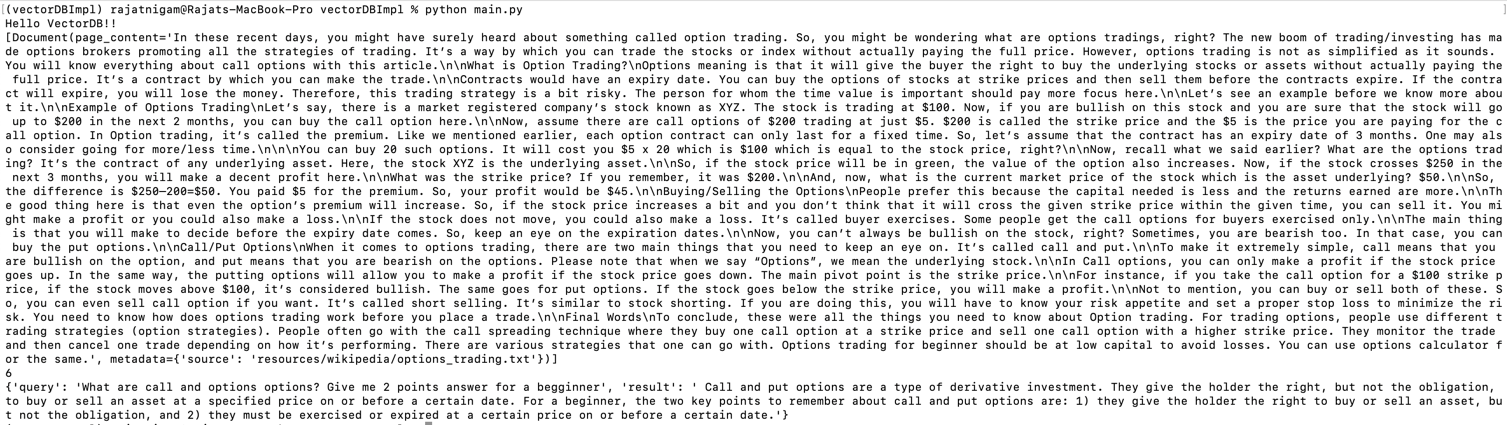 [(vectorDBImpl) rajatnigam@Rajats-MacBook-Pro vectorDBImpl % python main.py ]
Hello VectorDB!!
[Document(page_content='In these recent days, you might have surely heard about something called option trading. So, you might be wondering what are options tradings, right? The new boom of trading/investing has ma
de options brokers promoting all the strategies of trading. It's a way by which you can trade the stocks or index without actually paying the full price. However, options trading is not as simplified as it sounds.
You will know everything about call options with this article.\n\nWhat is Option Trading?\nOptions meaning is that it will give the buyer the right to buy the underlying stocks or assets without actually paying the
full price. It's a contract by which you can make the trade.\n\nContracts would have an expiry date. You can buy the options of stocks at strike prices and then sell them before the contracts expire. If the contra
ct will expire, you will lose the money. Therefore, this trading strategy is a bit risky. The person for whom the time value is important should pay more focus here.\n\nLet's see an example before we know more abou
t it.\n\nExample of Options Trading\nLet's say, there is a market registered company's stock known as XYZ. The stock is trading at $100. Now, if you are bullish on this stock and you are sure that the stock will go
up to $200 in the next 2 months, you can buy the call option here.\n\nNow, assume there are call options of $200 trading at just $5. $200 is called the strike price and the $5 is the price you are paying for the c
all option. In Option trading, it's called the premium. Like we mentioned earlier, each option contract can only last for a fixed time. So, let's assume that the contract has an expiry date of 3 months. One may als
o consider going for more/less time.\n\n\n\nYou can buy 20 such options. It will cost you $5 x 20 which is $100 which is equal to the stock price, right?\n\nNow, recall what we said earlier? What are the options trad
ing? It's the contract of any underlying asset. Here, the stock XYZ is the underlying asset.\n\nSo, if the stock price will be in green, the value of the option also increases. Now, if the stock crosses $250 in the
next 3 months, you will make a decent profit here.\n\nWhat was the strike price? If you remember, it was $200.\n\nAnd, now, what is the current market price of the stock which is the asset underlying? $50.\n\nSo,
the difference is $250–200=$50. You paid $5 for the premium. So, your profit would be $45.\n\nBuying/Selling the Options\nPeople prefer this because the capital needed is less and the returns earned are more.\n\nTh
e good thing here is that even the option's premium will increase. So, if the stock price increases a bit and you don't think that it will cross the given strike price within the given time, you can sell it. You mi
ght make a profit or you could also make a loss.\n\nIf the stock does not move, you could also make a loss. It's called buyer exercises. Some people get the call options for buyers exercised only.\n\nThe main thing
is that you will make to decide before the expiry date comes. So, keep an eye on the expiration dates.\n\nNow, you can't always be bullish on the stock, right? Sometimes, you are bearish too. In that case, you can
buy the put options.\n\nCall/Put Options\nWhen it comes to options trading, there are two main things that you need to keep an eye on. It's called call and put.\n\nTo make it extremely simple, call means that you
are bullish on the option, and put means that you are bearish on the options. Please note that when we say “Options”, we mean the underlying stock.\n\nIn Call options, you can only make a profit if the stock price
goes up. In the same way, the putting options will allow you to make a profit if the stock price goes down. The main pivot point is the strike price.\n\nFor instance, if you take the call option for a $100 strike p
rice, if the stock moves above $100, it's considered bullish. The same goes for put options. If the stock goes below the strike price, you will make a profit.\n\nNot to mention, you can buy or sell both of these. S
o, you can even sell call option if you want. It's called short selling. It's similar to stock shorting. If you are doing this, you will have to know your risk appetite and set a proper stop loss to minimize the ri
sk. You need to know how does options trading work before you place a trade.\n\nFinal Words\nTo conclude, these were all the things you need to know about Option trading. For trading options, people use different t
rading strategies (option strategies). People often go with the call spreading technique where they buy one call option at a strike price and sell one call option with a higher strike price. They monitor the trade
and then cancel one trade depending on how it's performing. There are various strategies that one can go with. Options trading for beginner should be at low capital to avoid losses. You can use options calculator f
or the same.', metadata={'source': 'resources/wikipedia/options_trading.txt'})]
6
{'query': 'What are call and options options? Give me 2 points answer for a begginner', 'result': ' Call and put options are a type of derivative investment. They give the holder the right, but not the obligation,
to buy or sell an asset at a specified price on or before a certain date. For a beginner, the two key points to remember about call and put options are: 1) they give the holder the right to buy or sell an asset, bu
t not the obligation, and 2) they must be exercised or expired at a certain price on or before a certain date.'}